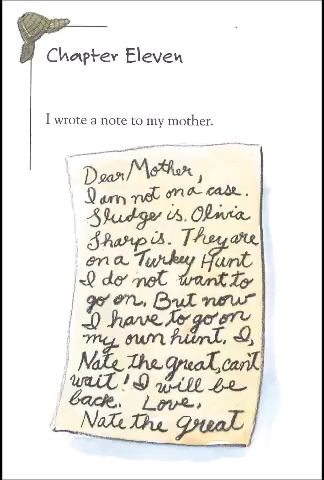 Chapter Eleven
I wrote a note to my mother.
Dear Mother,
I am not on a case.
Sludge is. Olivia
Sharp is. They are
on a Turkey Hunt
I do not want to
go on. But now
I have to go on
my own hunt. I,
Nate the great, can't
wait! I will be
back. Love,
Nate the great